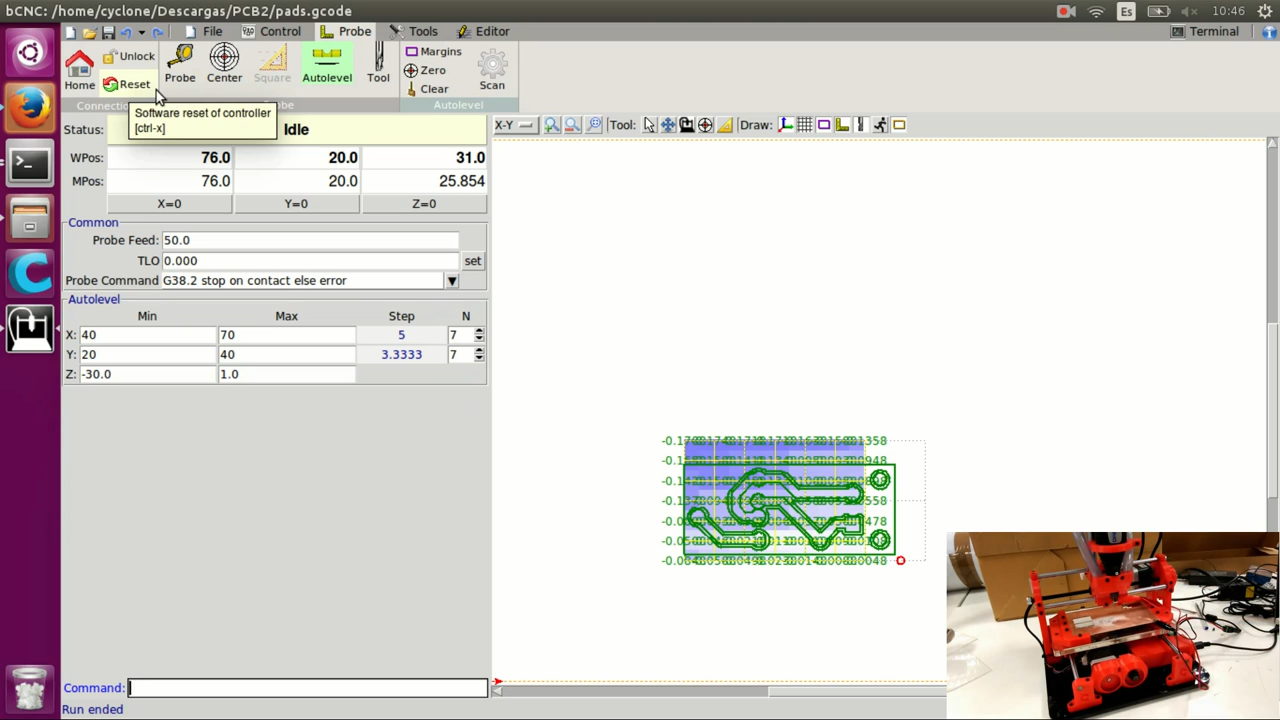 bCNC: /home/cyclone/Descargas/PCB2/pads.gcode
Es
10:46
File Control Probe Tools Editor Terminal
Home Unlock Reset Probe Center Square Autolevel Tool Margins Zero Clear Scan
Autolevel
Software reset of controller
[ctrl-x]
Status: Idle
X-Y Tool: Draw:
WPos: 76.0 20.0 31.0
MPos: 76.0 20.0 25.854
X=0 Y=0 Z=0
Common
Probe Feed: 50.0
TLO 0.000 set
Probe Command G38.2 stop on contact else error
Autolevel
Min Max Step N
X: 40 70 5 7
Y: 20 40 3.3333 7
Z: -30.0 1.0
Command:
Run ended